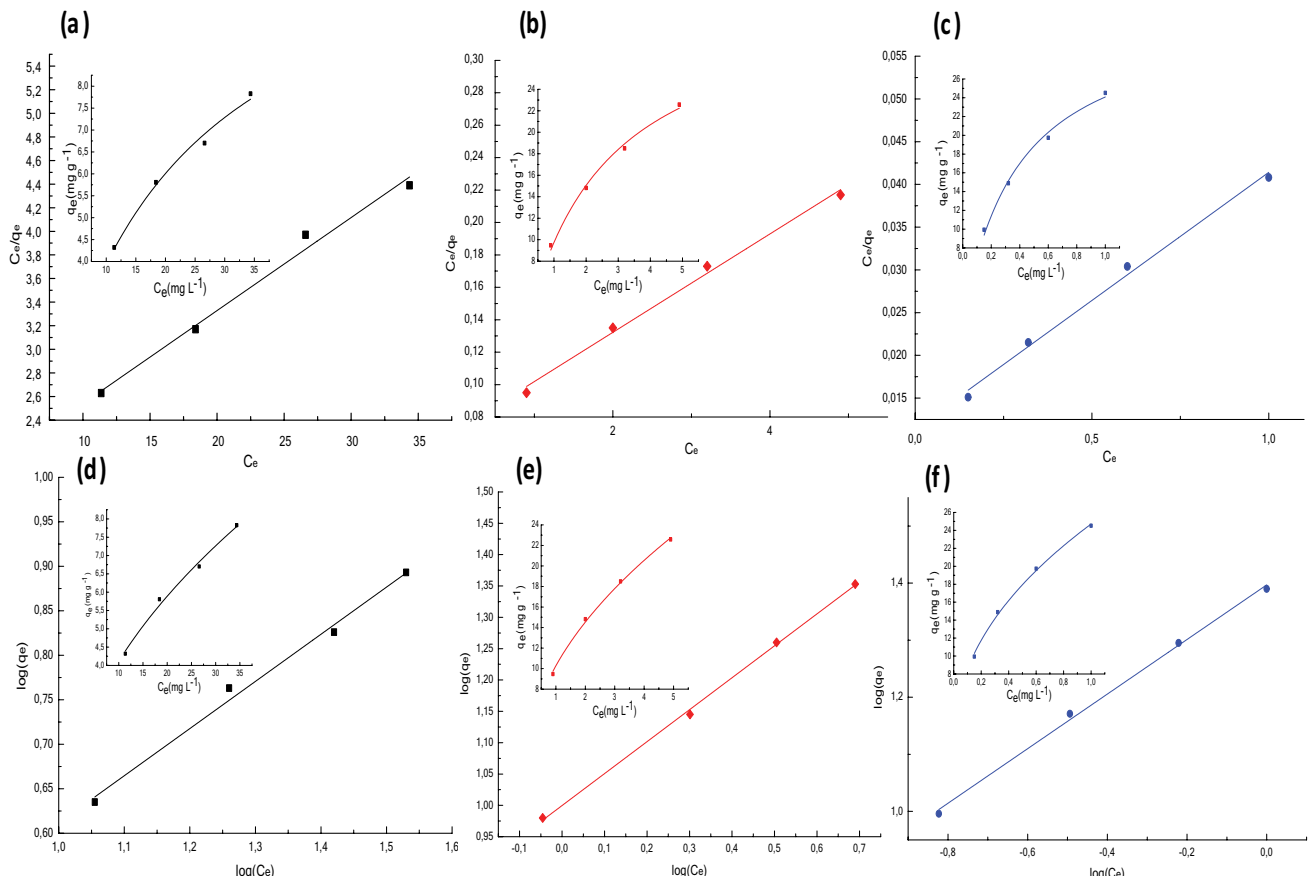 (a)
5,4
5,2
5,0
4,8
4,6
4,4
4,2
4,0
3,8
3,6
3,4
3,2
3,0
2,8
2,6
2,4
Ce/qe
10 15 20 25 30 35
Ce
8,0
7,5
7,0
6,5
6,0
5,5
5,0
4,5
4,0
qe(mg g -1)
10 15 20 25 30 35
Ce(mg L-1)
(b)
0,30
0,28
0,26
0,24
0,22
0,20
0,18
0,16
0,14
0,12
0,10
0,08
Ce/qe
2 4
Ce
24
22
20
18
16
14
12
10
8
qe(mg g -1)
1 2 3 4 5
Ce(mg L-1)
(c)
0,055
0,050
0,045
0,040
0,035
0,030
0,025
0,020
0,015
Ce/qe
0,0 0,5 1,0
Ce
26
24
22
20
18
16
14
12
10
8
qe(mg g -1)
0,0 0,2 0,4 0,6 0,8 1,0
Ce(mg L-1)
(d)
1,00
0,95
0,90
0,85
0,80
0,75
0,70
0,65
0,60
log(qe)
1,0 1,1 1,2 1,3 1,4 1,5 1,6
log(Ce)
8,0
7,5
7,0
6,5
6,0
5,5
5,0
4,5
4,0
qe(mg g -1)
10 15 20 25 30 35
Ce(mg L-1)
(e)
1,50
1,45
1,40
1,35
1,30
1,25
1,20
1,15
1,10
1,05
1,00
0,95
log(qe)
-0,1 0,0 0,1 0,2 0,3 0,4 0,5 0,6 0,7
log(Ce)
24
22
20
18
16
14
12
10
8
qe(mg g -1)
1 2 3 4 5
Ce(mg L-1)
(f)
1,4
1,2
1,0
log(qe)
-0,8 -0,6 -0,4 -0,2 0,0
log(Ce)
26
24
22
20
18
16
14
12
10
8
qe(mg g -1)
0,0 0,2 0,4 0,6 0,8 1,0
Ce(mg L-1)